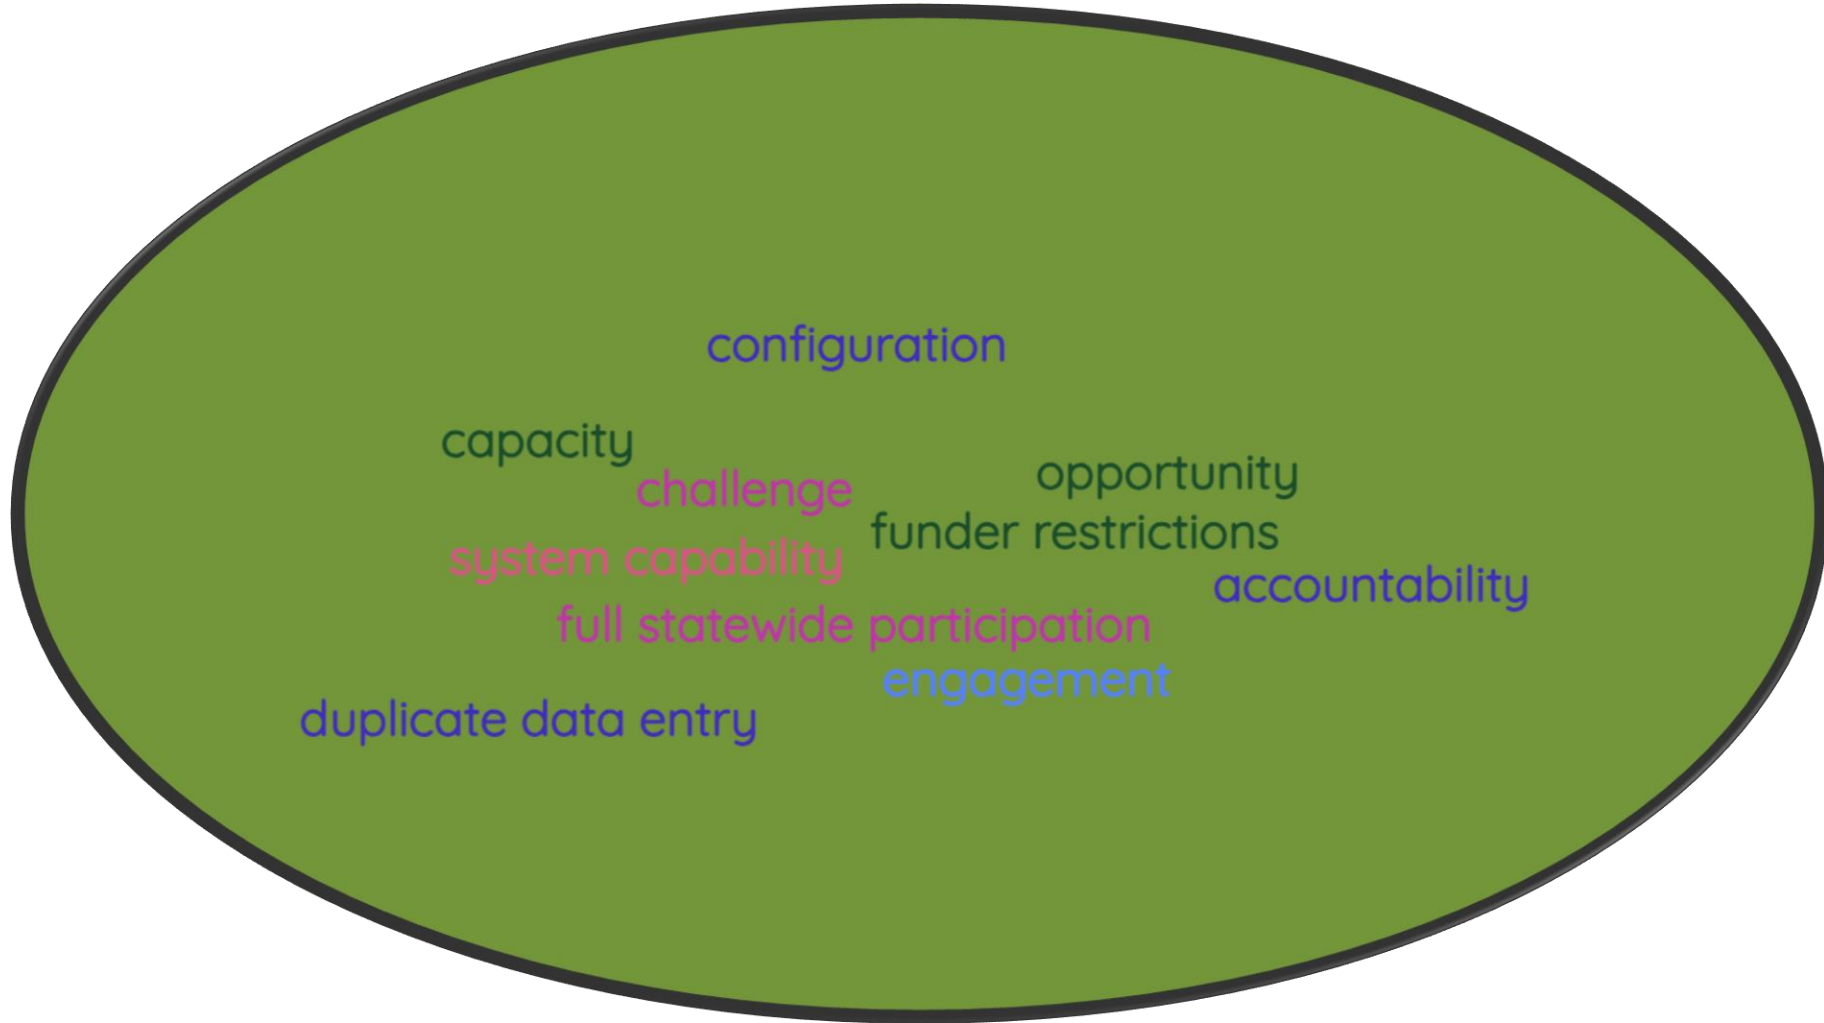 configuration
capacity
opportunity
challenge
funder restrictions
system capability
accountability
full statewide participation
engagement
duplicate data entry